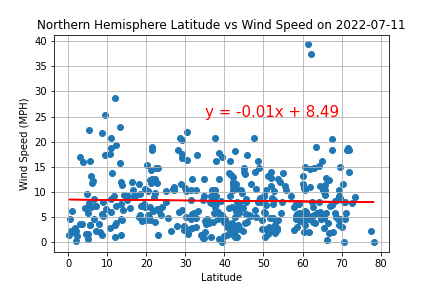 Northern Hemisphere Latitude vs Wind Speed on 2022-07-11
40
35
30
25
20
15
10
5
0
Wind Speed (MPH)
y = -0.01x + 8.49
0 10 20 30 40 50 60 70 80
Latitude